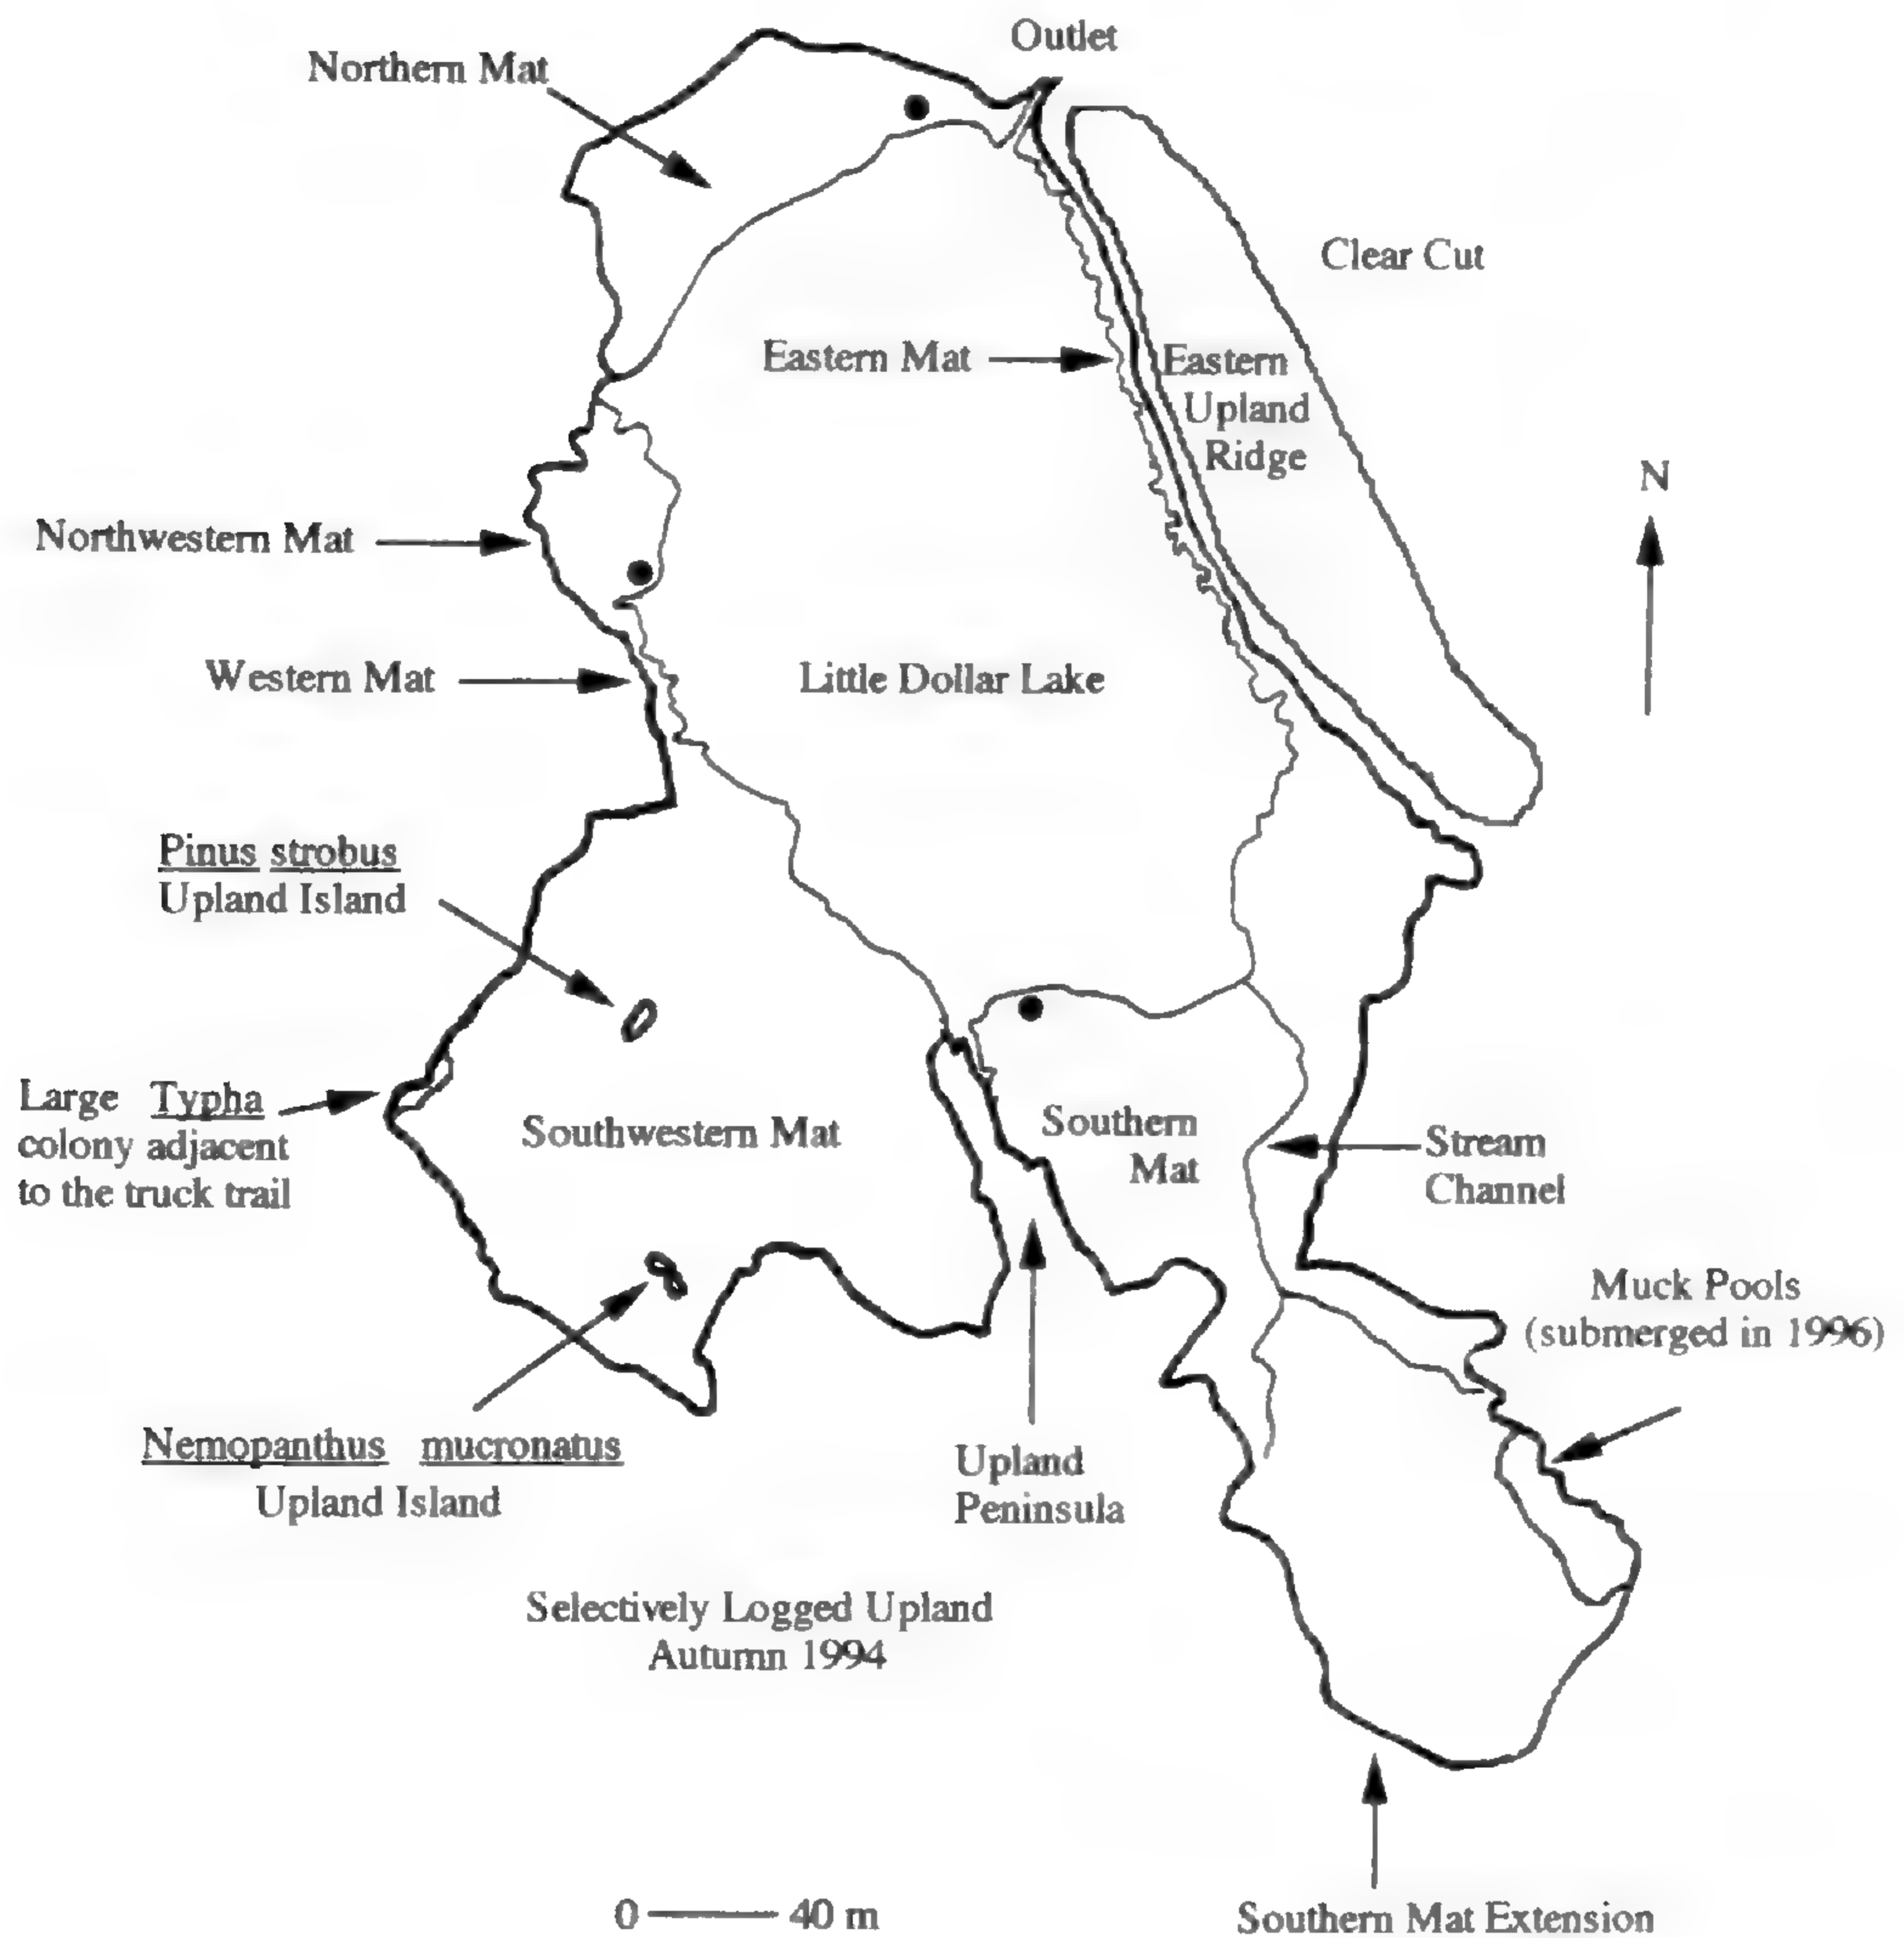 Outlet
Northern Mat
Clear Cut
Eastern Mat
Eastern
Upland
Ridge
N
Northwestern Mat
Western Mat
Little Dollar Lake
Pinus strobus
Upland Island
Large Typha
colony adjacent
to the truck trail
Southwestern Mat
Southern
Mat
Stream
Channel
Muck Pools
(submerged in 1996)
Nemopanthus mucronatus
Upland Island
Upland
Peninsula
Selectively Logged Upland
Autumn 1994
0 40 m
Southern Mat Extension